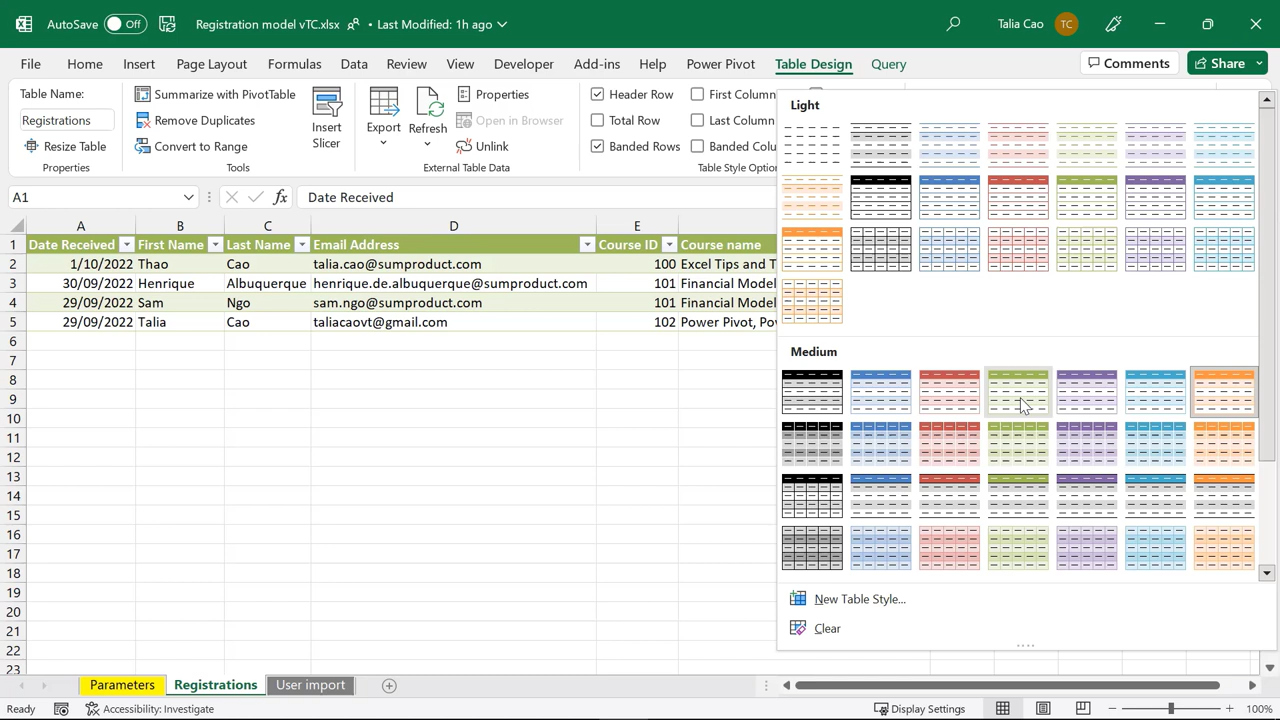 AutoSave Off Registration model vTC.xlsx • Last Modified: 1h ago Talia Cao TC
File Home Insert Page Layout Formulas Data Review View Developer Add-ins Help Power Pivot Table Design Query Comments Share
Table Name:
Registrations
Resize Table
Properties
Summarize with PivotTable
Remove Duplicates
Convert to Range
Tools
Insert
Slicer
Export
Refresh
Properties
Open in Browser
Unlink
External Table Data
Header Row
Total Row
Banded Rows
First Column
Last Column
Banded Colu
Table Style Optio
A1 fx Date Received
A B C D E
1 Date Received First Name Last Name Email Address Course ID Course name
2 1/10/2022 Thao Cao talia.cao@sumproduct.com 100 Excel Tips and T
3 30/09/2022 Henrique Albuquerque henrique.de.albuquerque@sumproduct.com 101 Financial Model
4 29/09/2022 Sam Ngo sam.ngo@sumproduct.com 101 Financial Model
5 29/09/2022 Talia Cao taliacaovt@gmail.com 102 Power Pivot, Pov
6
7
8
9
10
11
12
13
14
15
16
17
18
19
20
21
22
23
Light
Medium
New Table Style...
Clear
Parameters Registrations User import
Ready Accessibility: Investigate Display Settings 100%